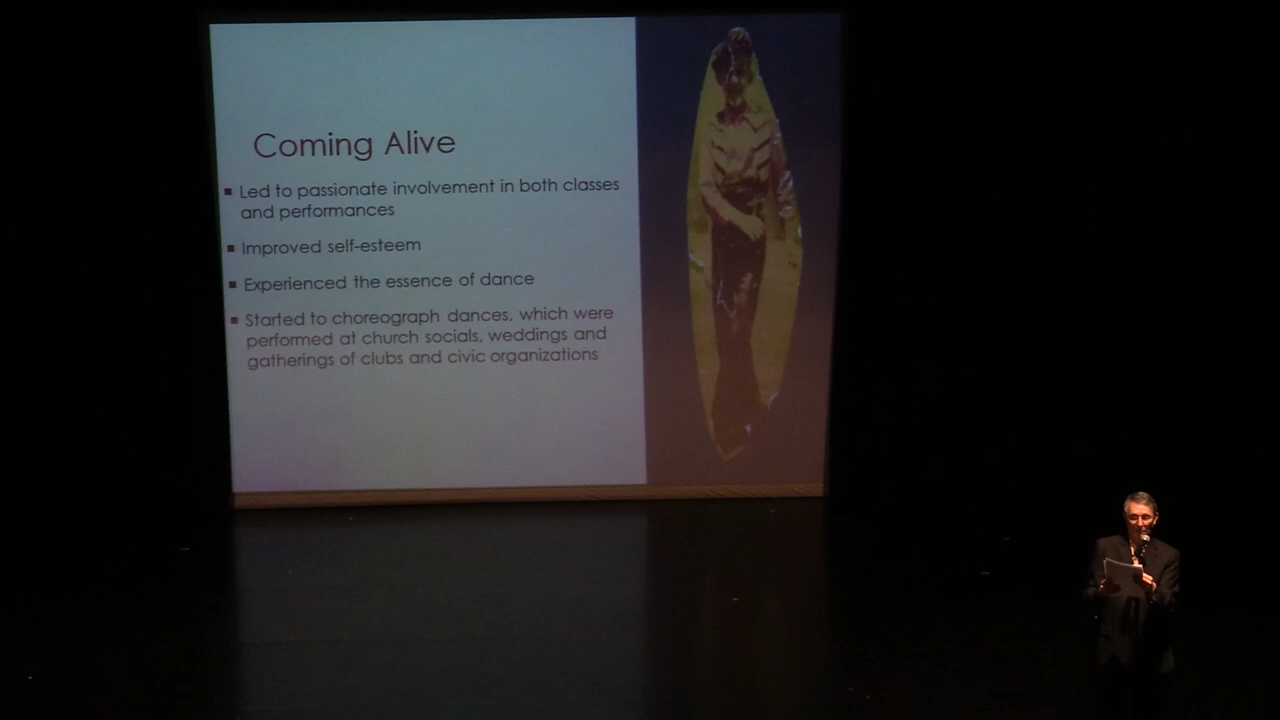 Coming Alive
▪ Led to passionate involvement in both classes
and performances
▪ Improved self-esteem
▪ Experienced the essence of dance
▪ Started to choreograph dances, which were
performed at church socials, weddings and
gatherings of clubs and civic organizations